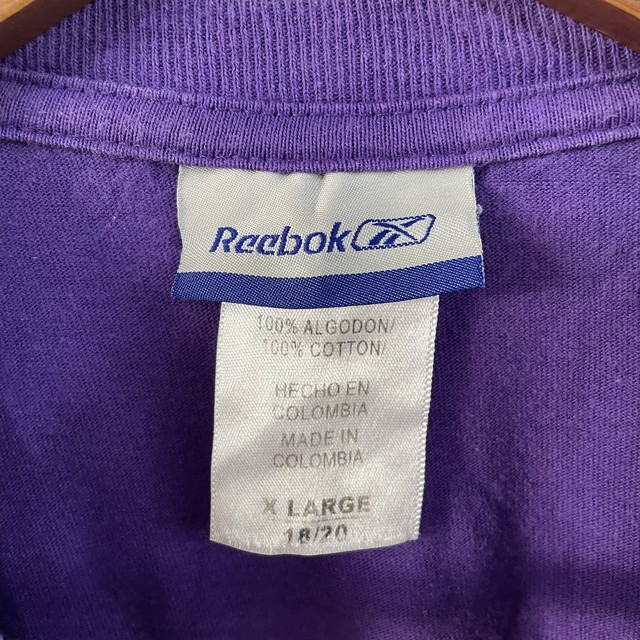 Reebok
100% ALGODON/
100% COTTON/
HECHO EN
COLOMBIA
MADE IN
COLOMBIA
X LARGE
18/20